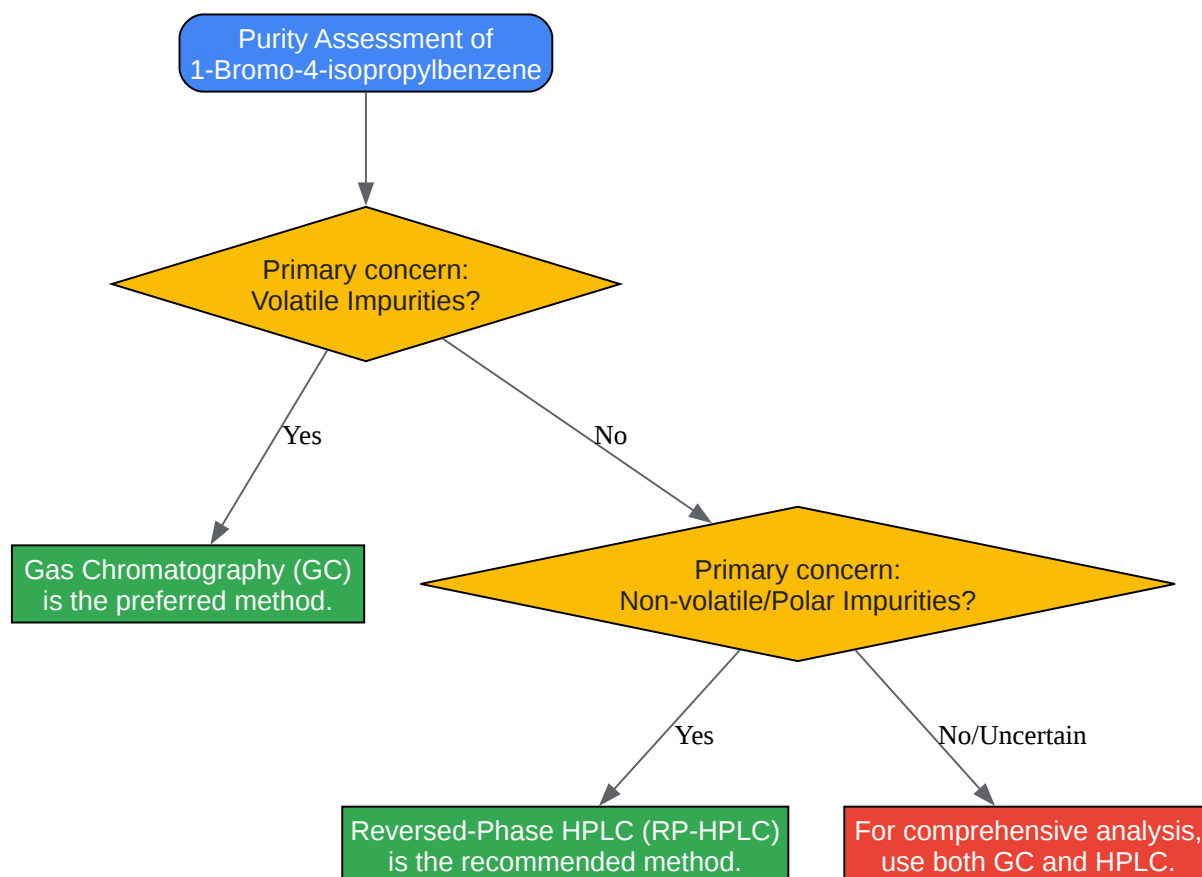 Purity Assessment of
1-Bromo-4-isopropylbenzene
Primary concern:
Volatile Impurities?
Yes
No
Gas Chromatography (GC)
is the preferred method.
Primary concern:
Non-volatile/Polar Impurities?
Yes
No/Uncertain
Reversed-Phase HPLC (RP-HPLC)
is the recommended method.
For comprehensive analysis,
use both GC and HPLC.